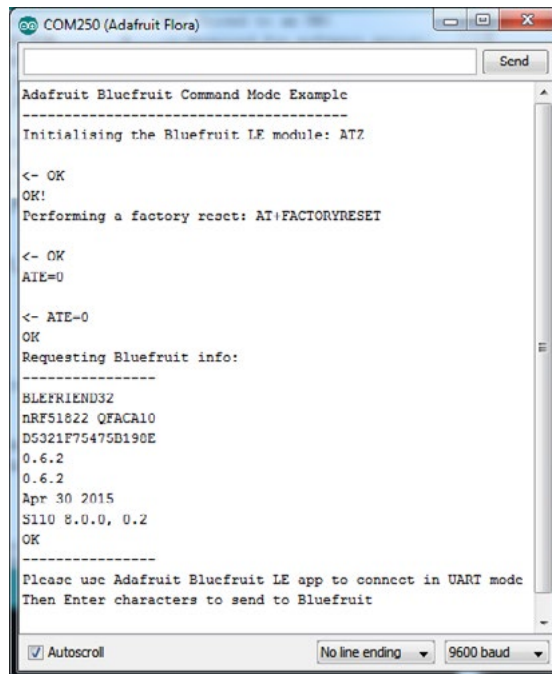 COM250 (Adafruit Flora)
Send
Adafruit Bluefruit Command Mode Example
---------------------------------------
Initialising the Bluefruit LE module: ATZ
<- OK
OK!
Performing a factory reset: AT+FACTORYRESET
<- OK
ATE=0
<- ATE=0
OK
Requesting Bluefruit info:
----------------
BLEFRIEND32
nRF51822 QFACA10
D5321F75475B198E
0.6.2
0.6.2
Apr 30 2015
S110 8.0.0, 0.2
OK
----------------
Please use Adafruit Bluefruit LE app to connect in UART mode
Then Enter characters to send to Bluefruit
Autoscroll
No line ending
9600 baud